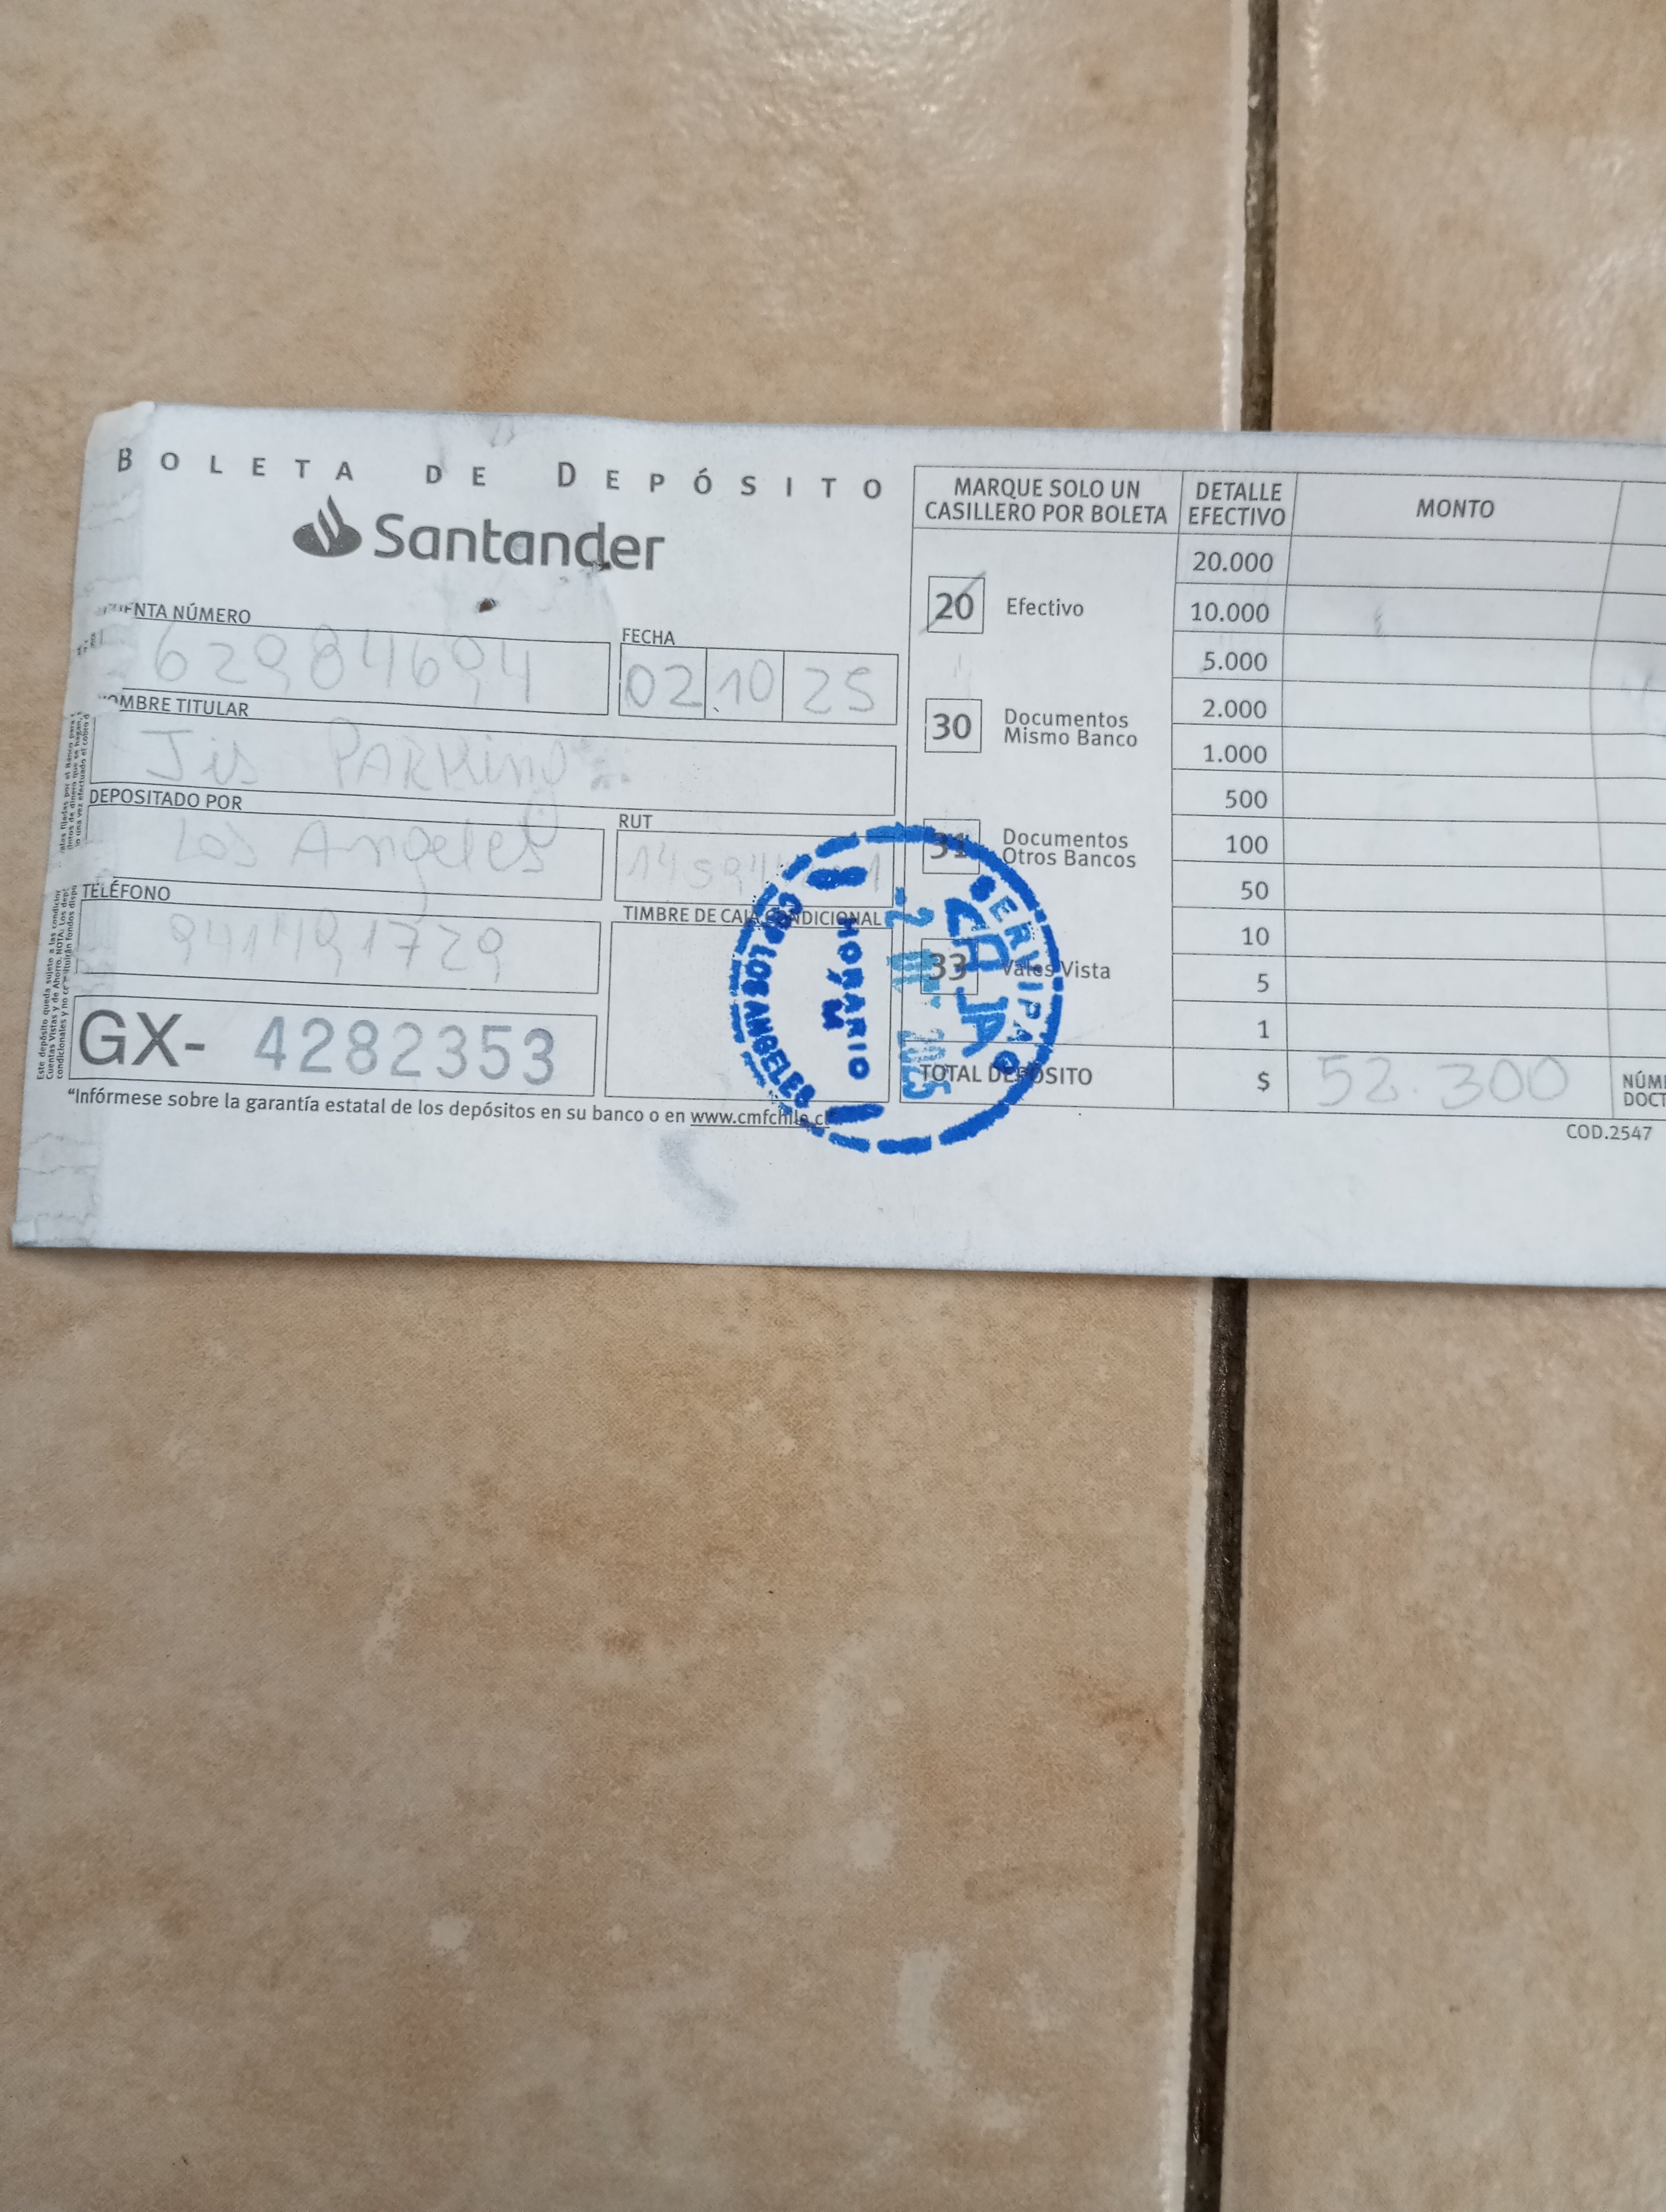 BOLETA DE DEPÓSITO
Santander
CUENTA NÚMERO
62984694
FECHA
02 10 25
NOMBRE TITULAR
Jis PARKING
DEPOSITADO POR
Los Angeles
RUT
TELÉFONO
TIMBRE DE CAJA CONDICIONAL
GX- 4282353
"Infórmese sobre la garantía estatal de los depósitos en su banco o en www.cmfchile.cl
MARQUE SOLO UN
CASILLERO POR BOLETA
20 Efectivo
30 Documentos
Mismo Banco
31 Documentos
Otros Bancos
33 Vales Vista
TOTAL DEPÓSITO $ 52.300
DETALLE
EFECTIVO
MONTO
20.000
10.000
5.000
2.000
1.000
500
100
50
10
5
1
COD.2547
SERVIPAG
CAJA
2025
HORARIO
LOS ANGELES